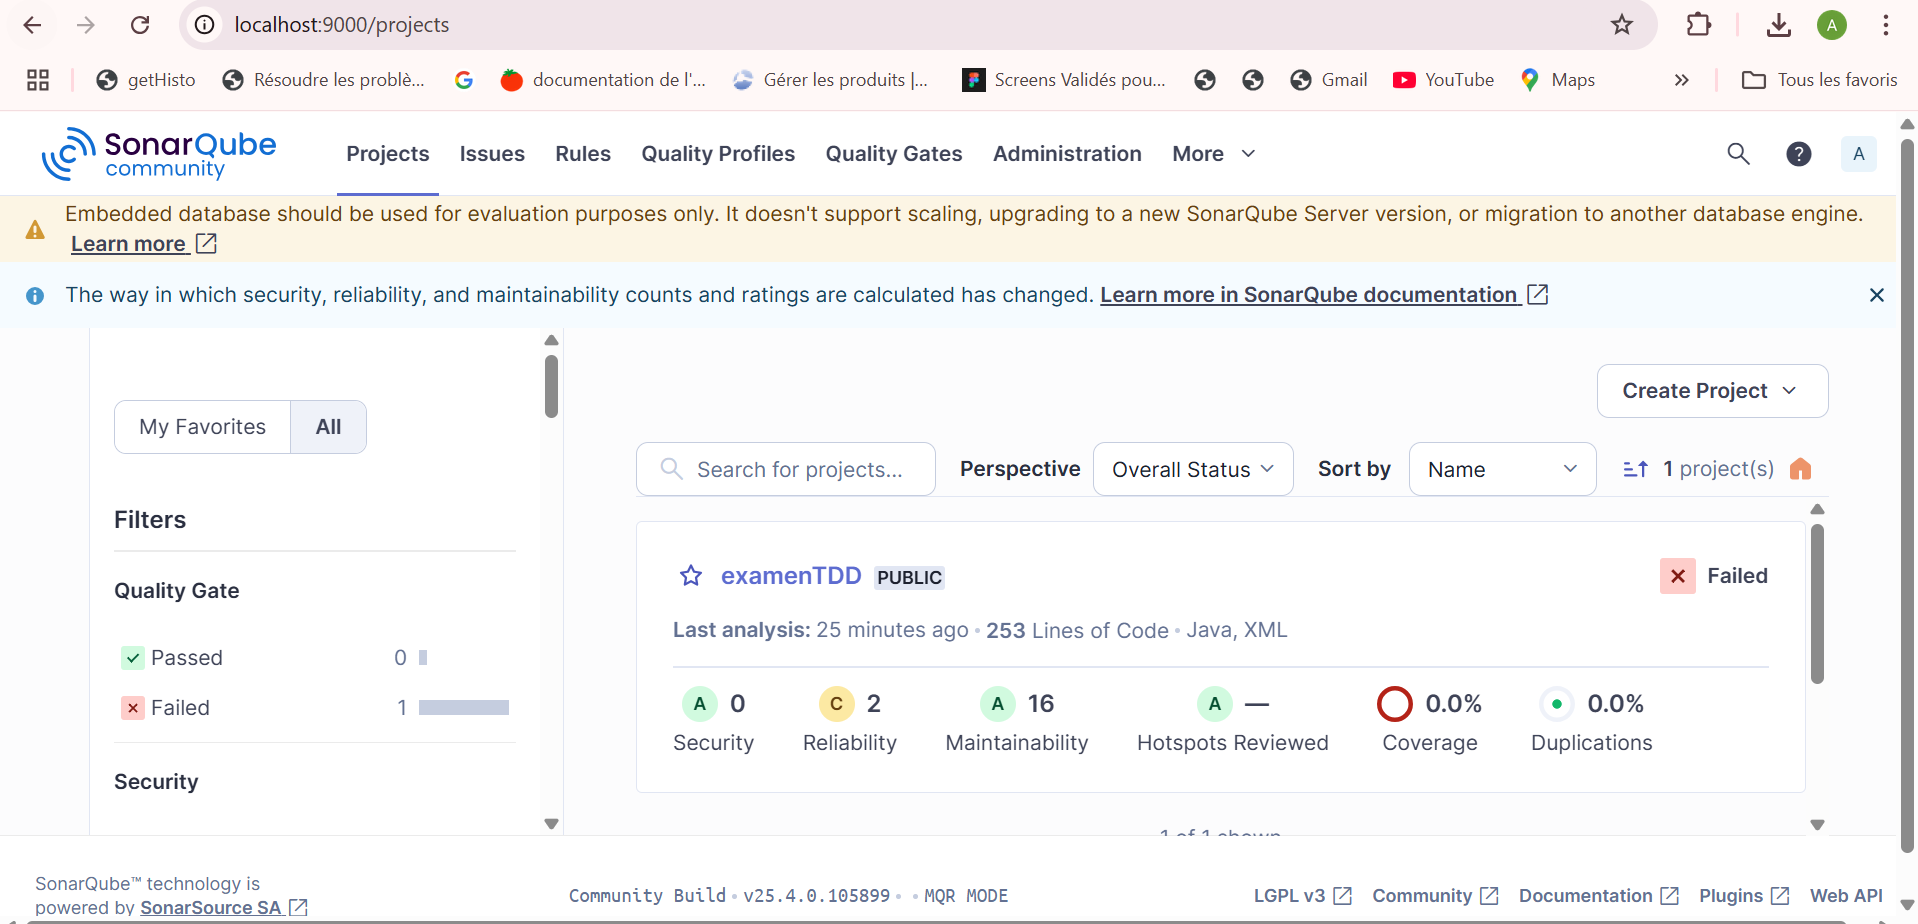 localhost:9000/projects
A
getHisto
Résoudre les problè...
documentation de l'...
Gérer les produits |...
Screens Validés pou...
Gmail
YouTube
Maps
»
Tous les favoris
SonarQube
community
Projects
Issues
Rules
Quality Profiles
Quality Gates
Administration
More
?
A
Embedded database should be used for evaluation purposes only. It doesn't support scaling, upgrading to a new SonarQube Server version, or migration to another database engine.
Learn more
The way in which security, reliability, and maintainability counts and ratings are calculated has changed. Learn more in SonarQube documentation
My Favorites
All
Filters
Quality Gate
Passed 0
Failed 1
Security
Create Project
Search for projects...
Perspective
Overall Status
Sort by
Name
1 project(s)
examenTDD PUBLIC
Failed
Last analysis: 25 minutes ago • 253 Lines of Code • Java, XML
A 0
Security
C 2
Reliability
A 16
Maintainability
A —
Hotspots Reviewed
0.0%
Coverage
0.0%
Duplications
1 of 1 shown
SonarQube™ technology is
powered by SonarSource SA
Community Build • v25.4.0.105899 • • MQR MODE
LGPL v3
Community
Documentation
Plugins
Web API